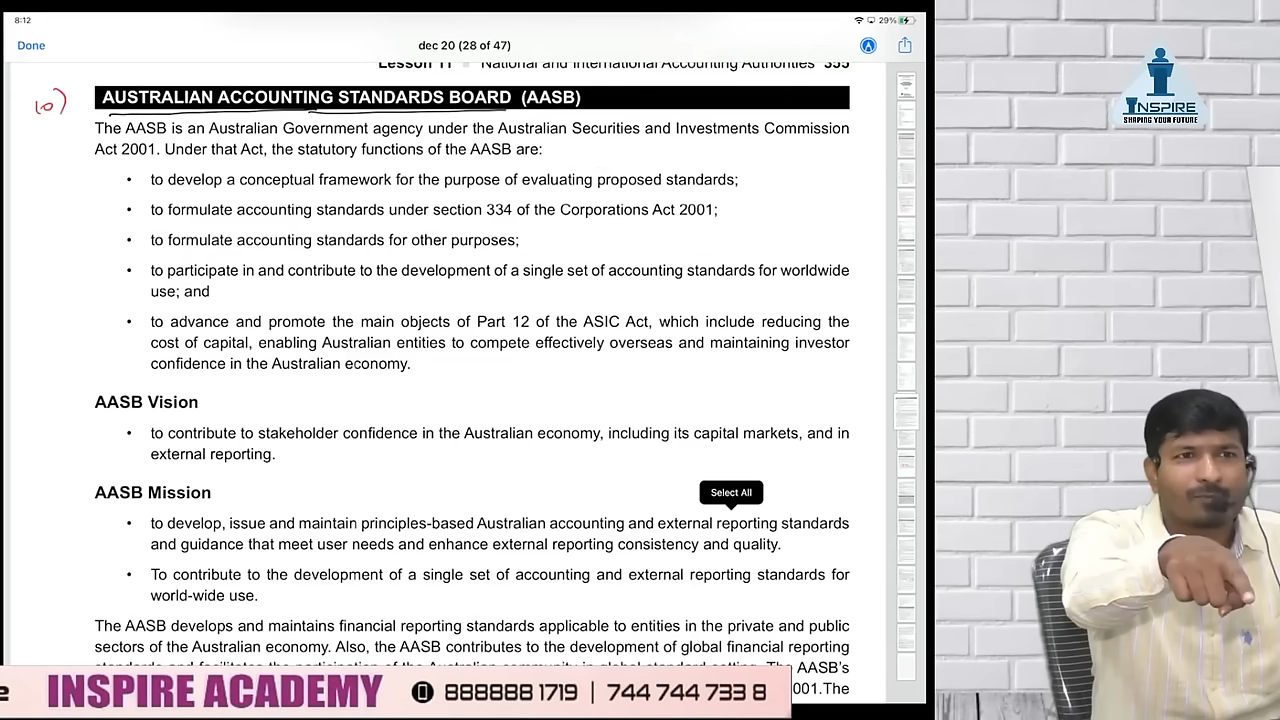 8:12
29%
Done
dec 20 (28 of 47)
Lesson 11 National and International Accounting Authorities 355
10)
AUSTRALIAN ACCOUNTING STANDARDS BOARD (AASB)
The AASB is an Australian Government agency under the Australian Securities and Investments Commission
Act 2001. Under that Act, the statutory functions of the AASB are:
• to develop a conceptual framework for the purpose of evaluating proposed standards;
• to formulate accounting standards under section 334 of the Corporations Act 2001;
• to formulate accounting standards for other purposes;
• to participate in and contribute to the development of a single set of accounting standards for worldwide
use; and
• to advance and promote the main objects of Part 12 of the ASIC Act, which include reducing the
cost of capital, enabling Australian entities to compete effectively overseas and maintaining investor
confidence in the Australian economy.
AASB Vision
• to contribute to stakeholder confidence in the Australian economy, including its capital markets, and in
external reporting.
AASB Mission
Select All
• to develop, issue and maintain principles-based Australian accounting and external reporting standards
and guidance that meet user needs and enhance external reporting consistency and quality.
• To contribute to the development of a single set of accounting and external reporting standards for
world-wide use.
The AASB develops and maintains financial reporting standards applicable to entities in the private and public
sectors of the Australian economy. Also, the AASB contributes to the development of global financial reporting
AASB's
001.The
INSPIRE
SHAPING YOUR FUTURE
e INSPIRE ACADEMY 888888 1719 | 744 744 733 8